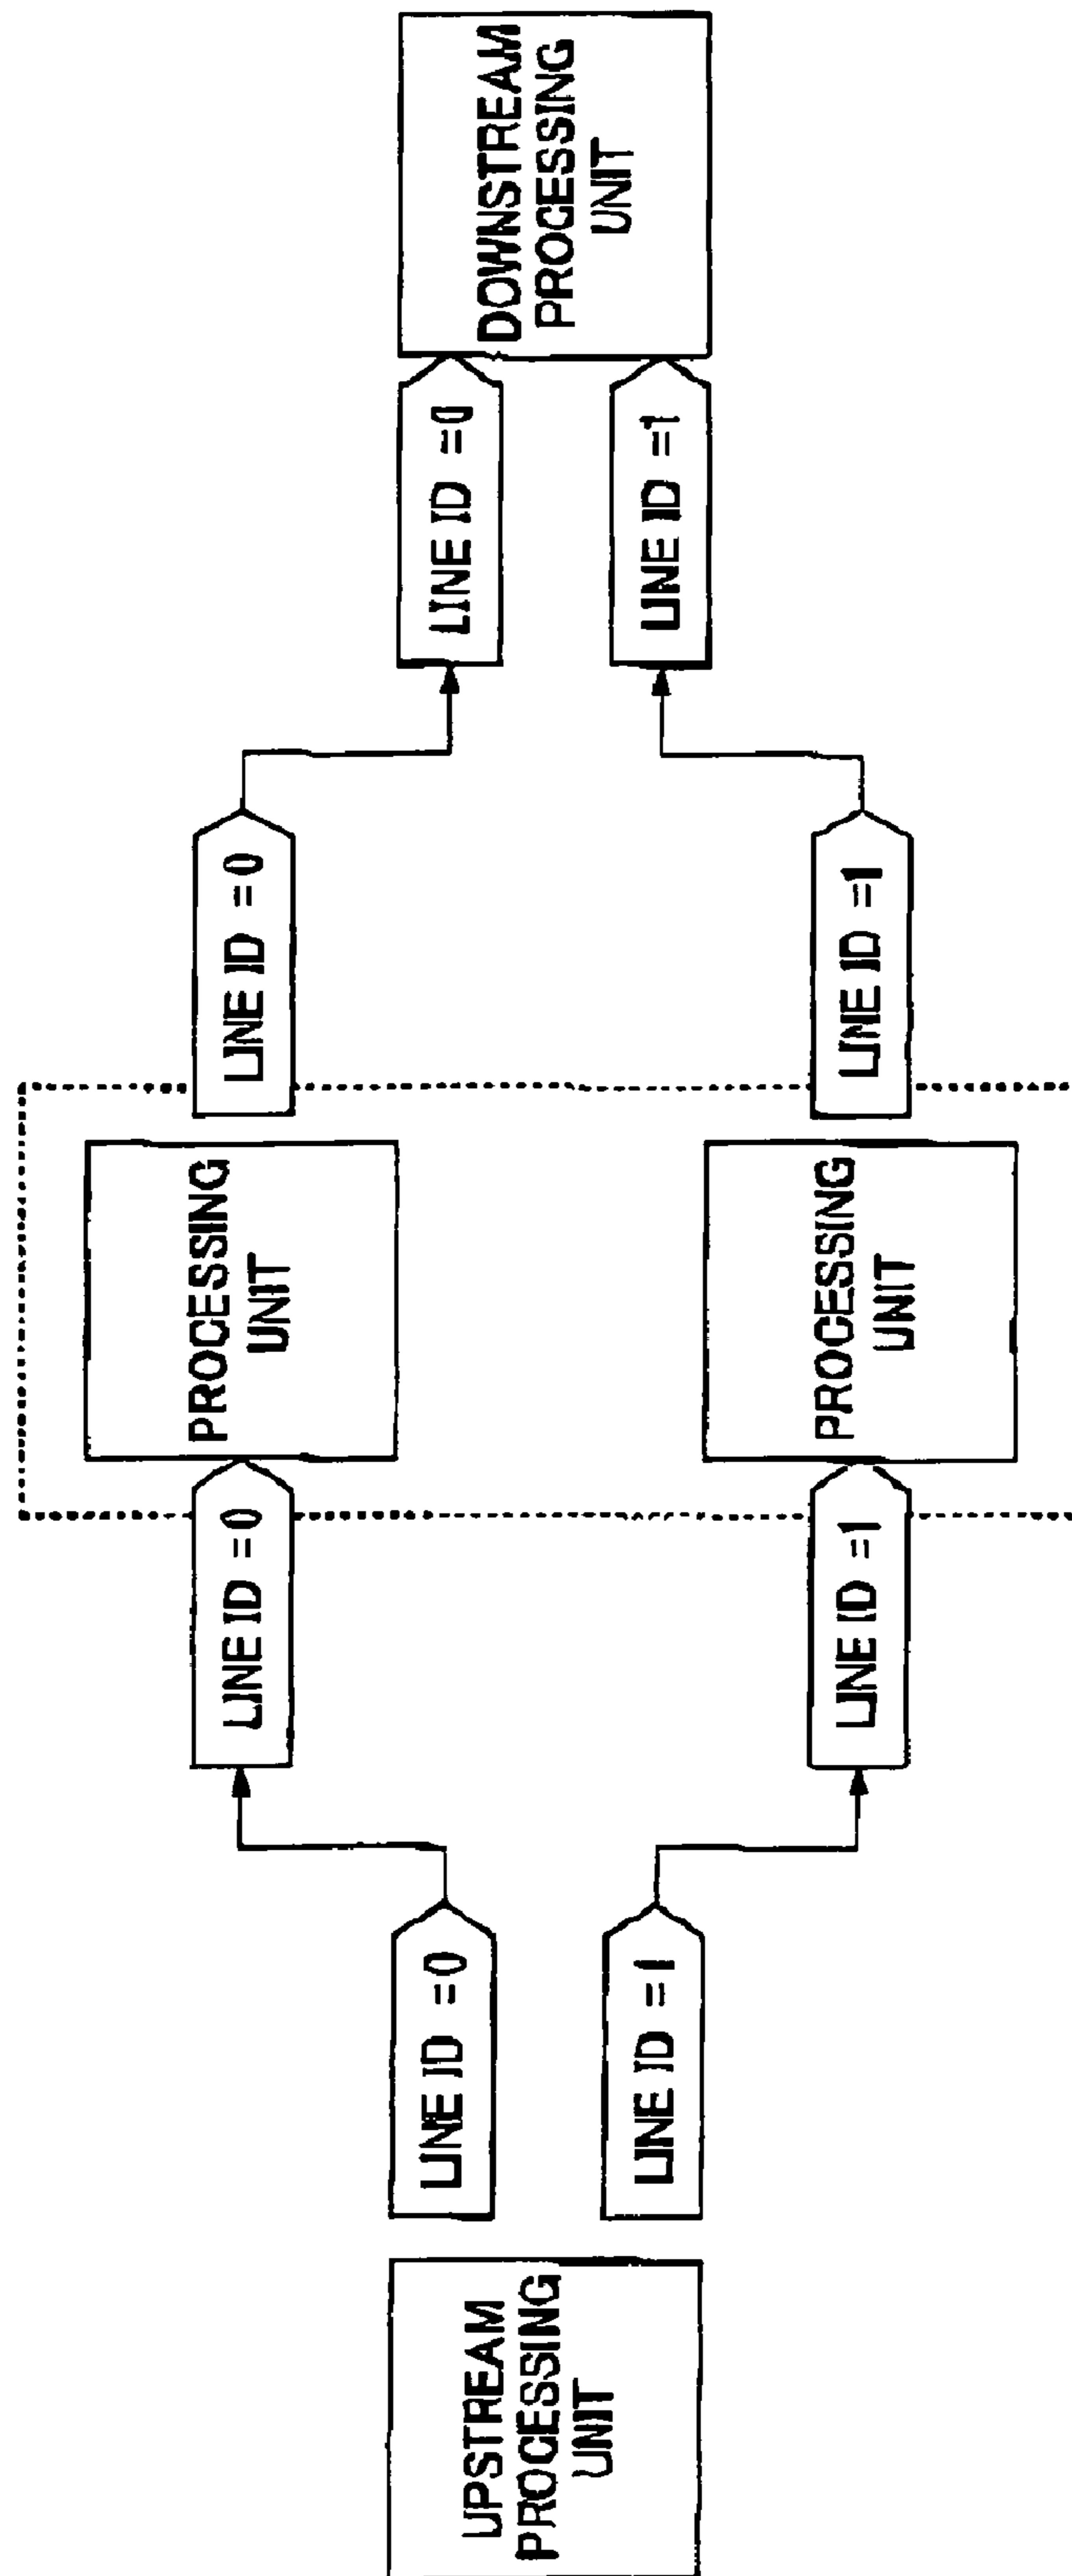 UPSTREAM
PROCESSING
UNIT
LINE ID =0
LINE ID =1
LINE ID =0
LINE ID =1
PROCESSING
UNIT
PROCESSING
UNIT
LINE ID =0
LINE ID =1
LINE ID =0
LINE ID =1
DOWNSTREAM
PROCESSING
UNIT